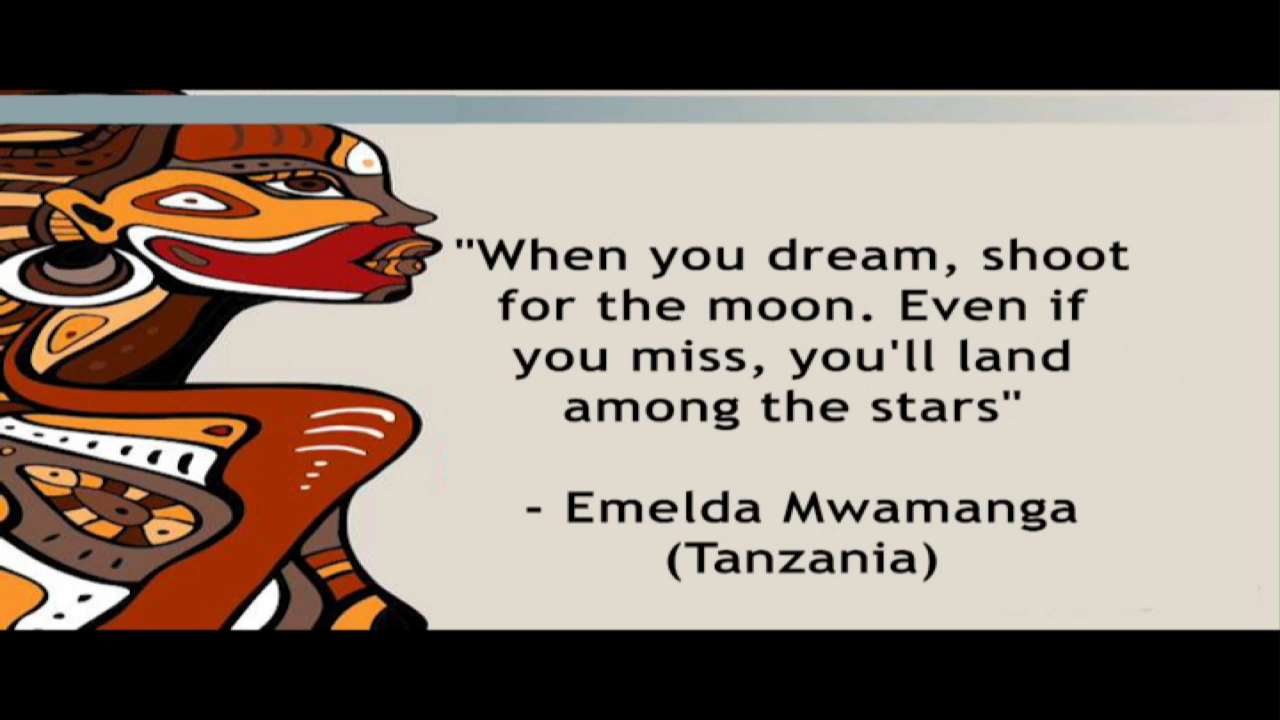 "When you dream, shoot
for the moon. Even if
you miss, you'll land
among the stars"
- Emelda Mwamanga
(Tanzania)